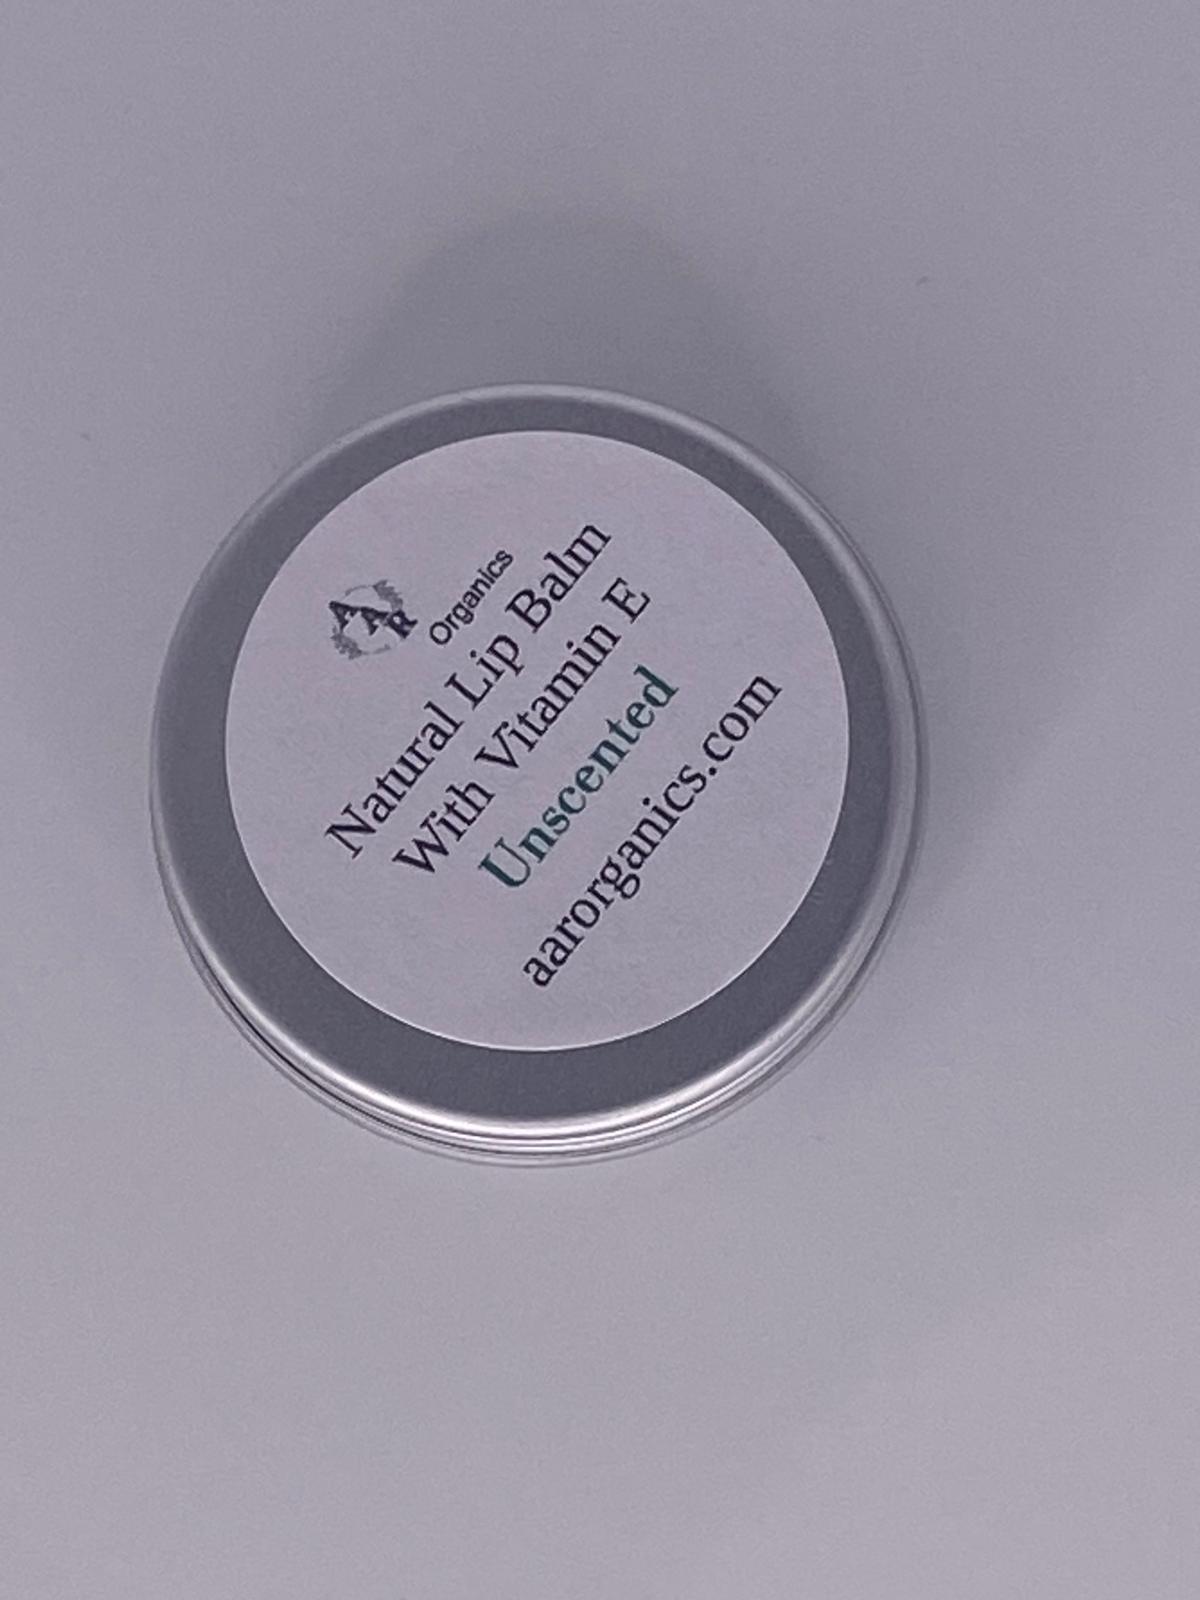 AAR Organics
Natural Lip Balm
With Vitamin E
Unscented
aarorganics.com